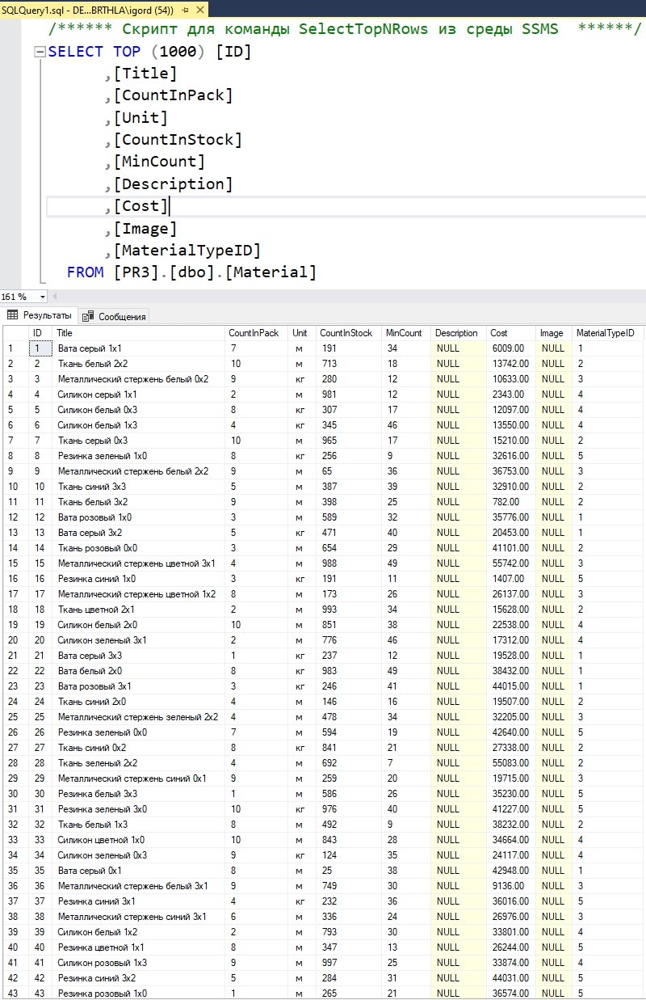 SQLQuery1.sql - DE...BRTHLA\igord (54))
/****** Скрипт для команды SelectTopNRows из среды SSMS  ******/
SELECT TOP (1000) [ID]
,[Title]
,[CountInPack]
,[Unit]
,[CountInStock]
,[MinCount]
,[Description]
,[Cost]
,[Image]
,[MaterialTypeID]
FROM [PR3].[dbo].[Material]
161 %
Результаты Сообщения
ID Title CountInPack Unit CountInStock MinCount Description Cost Image MaterialTypeID
1 1 Вата серый 1x1 7 м 191 34 NULL 6009.00 NULL 1
2 2 Ткань белый 2x2 10 м 713 18 NULL 13742.00 NULL 2
3 3 Металлический стержень белый 0x2 9 кг 280 12 NULL 10633.00 NULL 3
4 4 Силикон серый 1x1 2 м 981 12 NULL 2343.00 NULL 4
5 5 Силикон белый 0x3 8 кг 307 17 NULL 12097.00 NULL 4
6 6 Силикон белый 1x3 4 кг 345 46 NULL 13550.00 NULL 4
7 7 Ткань серый 0x3 10 м 965 17 NULL 15210.00 NULL 2
8 8 Резинка зеленый 1x0 8 кг 256 9 NULL 32616.00 NULL 5
9 9 Металлический стержень белый 2x2 9 м 65 36 NULL 36753.00 NULL 3
10 10 Ткань синий 3x3 5 м 387 39 NULL 32910.00 NULL 2
11 11 Ткань белый 3x2 9 м 398 25 NULL 782.00 NULL 2
12 12 Вата розовый 1x0 3 м 589 32 NULL 35776.00 NULL 1
13 13 Вата серый 3x2 5 кг 471 40 NULL 20453.00 NULL 1
14 14 Ткань розовый 0x0 3 м 654 29 NULL 41101.00 NULL 2
15 15 Металлический стержень цветной 3x1 4 м 988 49 NULL 55742.00 NULL 3
16 16 Резинка синий 1x0 3 кг 191 11 NULL 1407.00 NULL 5
17 17 Металлический стержень цветной 1x2 8 м 173 26 NULL 26137.00 NULL 3
18 18 Ткань цветной 2x1 2 м 993 34 NULL 15628.00 NULL 2
19 19 Силикон белый 2x0 10 м 851 38 NULL 22538.00 NULL 4
20 20 Силикон зеленый 3x1 2 м 776 46 NULL 17312.00 NULL 4
21 21 Вата серый 3x3 1 кг 237 12 NULL 19528.00 NULL 1
22 22 Вата белый 2x0 8 кг 983 49 NULL 38432.00 NULL 1
23 23 Вата розовый 3x1 3 кг 246 41 NULL 44015.00 NULL 1
24 24 Ткань синий 2x0 4 м 146 16 NULL 19507.00 NULL 2
25 25 Металлический стержень зеленый 2x2 4 м 478 34 NULL 32205.00 NULL 3
26 26 Резинка зеленый 0x0 7 м 594 19 NULL 42640.00 NULL 5
27 27 Ткань синий 0x2 8 кг 841 21 NULL 27338.00 NULL 2
28 28 Ткань зеленый 2x2 4 м 692 7 NULL 55083.00 NULL 2
29 29 Металлический стержень синий 0x1 9 м 259 20 NULL 19715.00 NULL 3
30 30 Резинка белый 3x3 1 м 586 26 NULL 35230.00 NULL 5
31 31 Резинка зеленый 3x0 10 кг 976 40 NULL 41227.00 NULL 5
32 32 Ткань белый 1x3 8 м 492 9 NULL 38232.00 NULL 2
33 33 Силикон цветной 1x0 10 м 843 28 NULL 34664.00 NULL 4
34 34 Силикон зеленый 0x3 9 кг 124 35 NULL 24117.00 NULL 4
35 35 Вата серый 0x1 8 м 25 38 NULL 42948.00 NULL 1
36 36 Металлический стержень белый 3x1 9 м 749 30 NULL 9136.00 NULL 3
37 37 Резинка синий 3x1 4 кг 232 36 NULL 36016.00 NULL 5
38 38 Металлический стержень синий 3x1 6 м 336 24 NULL 26976.00 NULL 3
39 39 Силикон белый 1x2 2 м 793 30 NULL 33801.00 NULL 4
40 40 Резинка цветной 1x1 8 м 347 13 NULL 26244.00 NULL 5
41 41 Силикон розовый 1x3 9 м 997 25 NULL 33874.00 NULL 4
42 42 Резинка синий 3x2 5 м 284 31 NULL 44031.00 NULL 5
43 43 Резинка розовый 1x0 1 м 265 21 NULL 36574.00 NULL 5